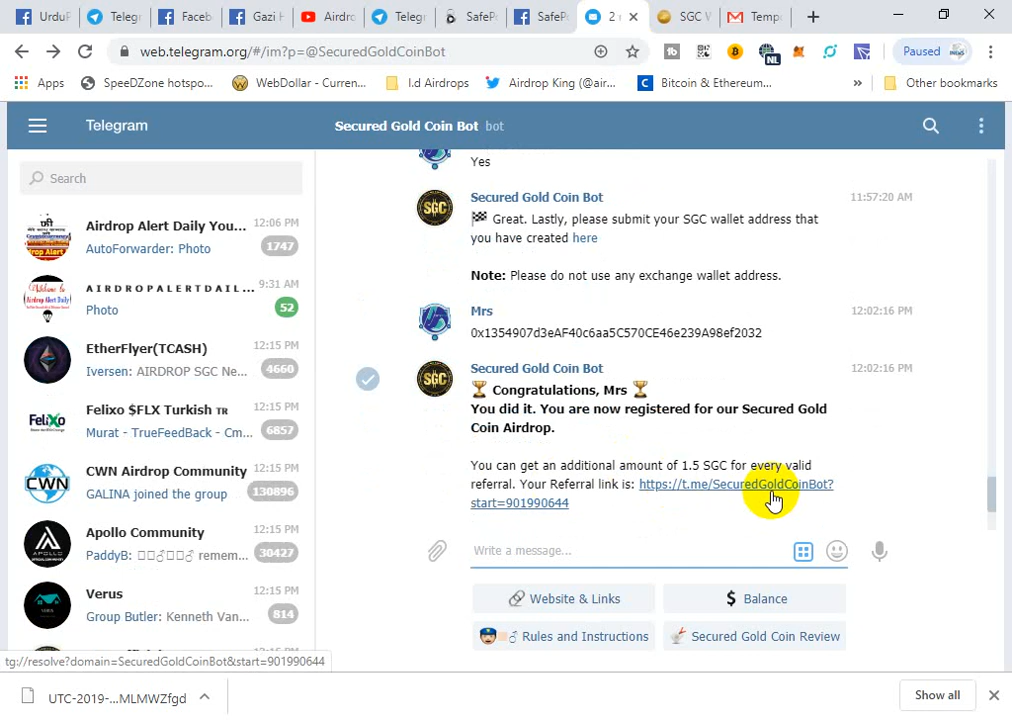 UrduP
Teleg
Faceb
Gazi H
Airdro
Telegr
SafePo
SafePo
2 n
SGC V
Temp
web.telegram.org/#/im?p=@SecuredGoldCoinBot
NL
Paused
Apps
SpeeDZone hotspo...
WebDollar - Curren...
I.d Airdrops
Airdrop King (@air...
Bitcoin & Ethereum...
»
Other bookmarks
Telegram
Secured Gold Coin Bot bot
Search
Airdrop Alert Daily You... 12:06 PM
AutoForwarder: Photo 1747
A I R D R O P A L E R T D A I L ... 9:31 AM
Photo 52
EtherFlyer(TCASH) 12:15 PM
Iversen: AIRDROP SGC Ne... 4660
Felixo $FLX Turkish TR 12:15 PM
Murat - TrueFeedBack - Cm... 6857
CWN Airdrop Community 12:15 PM
GALINA joined the group 130896
Apollo Community 12:15 PM
PaddyB: remem... 30427
Verus 12:15 PM
Group Butler: Kenneth Van... 814
12:15 PM
Yes
Secured Gold Coin Bot 11:57:20 AM
Great. Lastly, please submit your SGC wallet address that
you have created here
Note: Please do not use any exchange wallet address.
Mrs 12:02:16 PM
0x1354907d3eAF40c6aa5C570CE46e239A98ef2032
Secured Gold Coin Bot 12:02:16 PM
Congratulations, Mrs
You did it. You are now registered for our Secured Gold
Coin Airdrop.
You can get an additional amount of 1.5 SGC for every valid
referral. Your Referral link is: https://t.me/SecuredGoldCoinBot?
start=901990644
Write a message...
Website & Links
$ Balance
Rules and Instructions
Secured Gold Coin Review
tg://resolve?domain=SecuredGoldCoinBot&start=901990644
UTC-2019-...MLMWZfgd
Show all